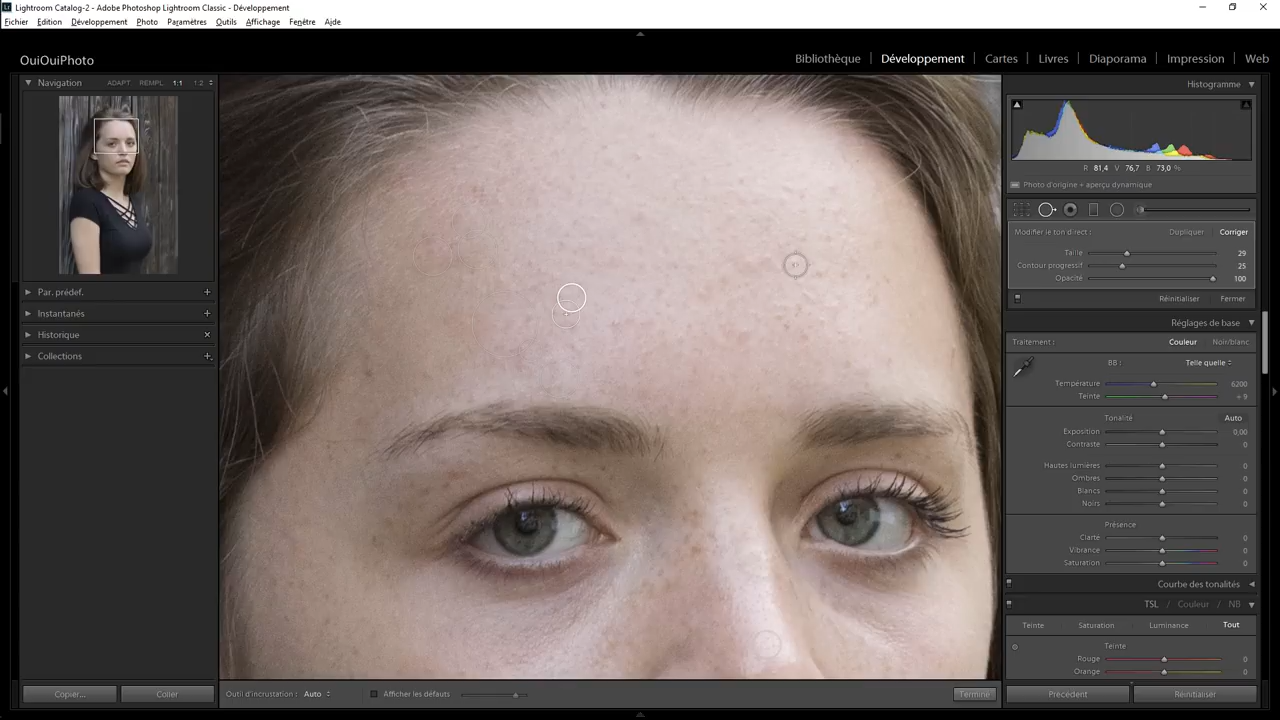 Lightroom Catalog-2 - Adobe Photoshop Lightroom Classic - Développement
Fichier Edition Développement Photo Paramètres Outils Affichage Fenêtre Aide
OuiOuiPhoto
Bibliothèque | Développement | Cartes | Livres | Diaporama | Impression | Web
Navigation ADAPT REMPL 1:1 1:2
Par. prédef. +
Instantanés +
Historique ×
Collections +
Copier... Coller
Outil d'incrustation : Auto Afficher les défauts Terminé
Histogramme
R 81,4 V 76,7 B 73,0 %
Photo d'origine + aperçu dynamique
Modifier le ton direct : Dupliquer Corriger
Taille 29
Contour progressif 25
Opacité 100
Réinitialiser Fermer
Réglages de base
Traitement : Couleur Noir/blanc
BB : Telle quelle
Température 6200
Teinte + 9
Tonalité Auto
Exposition 0,00
Contraste 0
Hautes lumières 0
Ombres 0
Blancs 0
Noirs 0
Présence
Clarté 0
Vibrance 0
Saturation 0
Courbe des tonalités
TSL / Couleur / NB
Teinte Saturation Luminance Tout
Teinte
Rouge 0
Orange 0
Précédent Réinitialiser